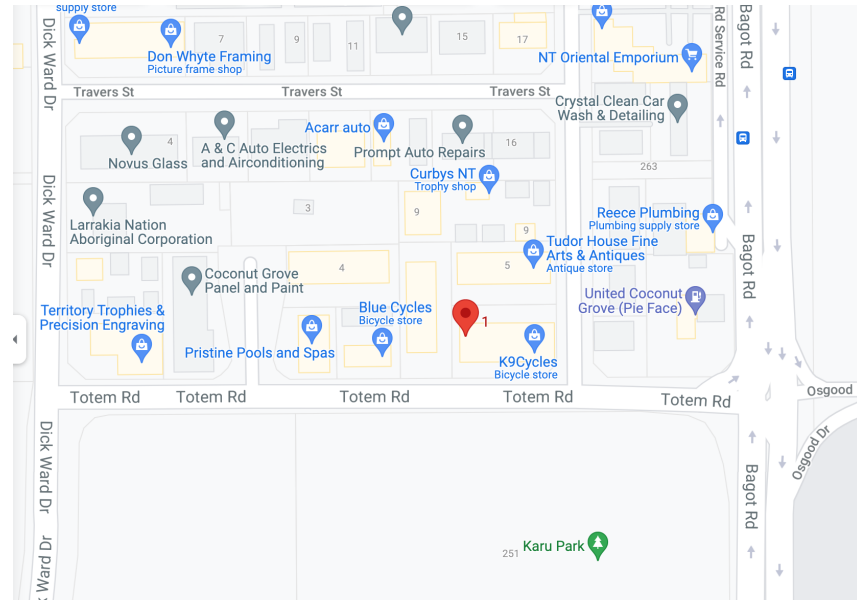 supply store
Dick Ward Dr
7
9
11
15
17
Rd Service Rd
Bagot Rd
Don Whyte Framing
Picture frame shop
NT Oriental Emporium
Travers St
Travers St
Travers St
Crystal Clean Car
Wash & Detailing
Acarr auto
4
Novus Glass
A & C Auto Electrics
and Airconditioning
Prompt Auto Repairs
16
263
Curbys NT
Trophy shop
Dick Ward Dr
3
9
Larrakia Nation
Aboriginal Corporation
Reece Plumbing
Plumbing supply store
9
Tudor House Fine
Arts & Antiques
Antique store
Bagot Rd
Coconut Grove
Panel and Paint
4
5
United Coconut
Grove (Pie Face)
Territory Trophies &
Precision Engraving
Blue Cycles
Bicycle store
1
Pristine Pools and Spas
K9Cycles
Bicycle store
Totem Rd
Totem Rd
Totem Rd
Totem Rd
Totem Rd
Osgood
Osgood Dr
Dick Ward Dr
Bagot Rd
Karu Park
251
Ward Dr